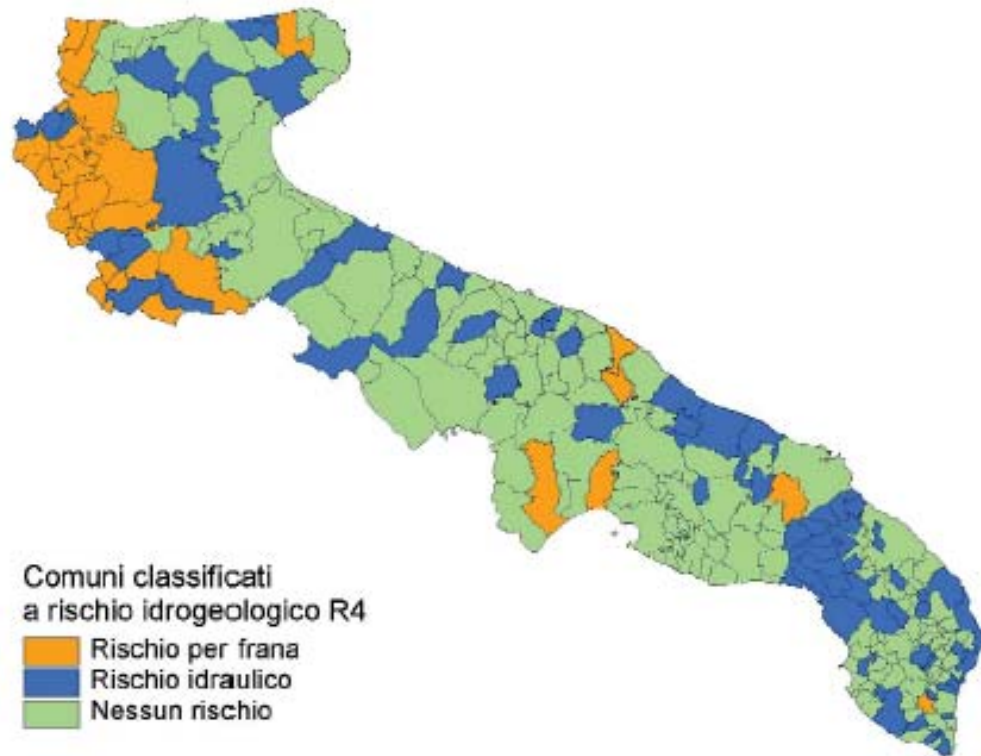 Comuni classificati
a rischio idrogeologico R4
Rischio per frana
Rischio idraulico
Nessun rischio